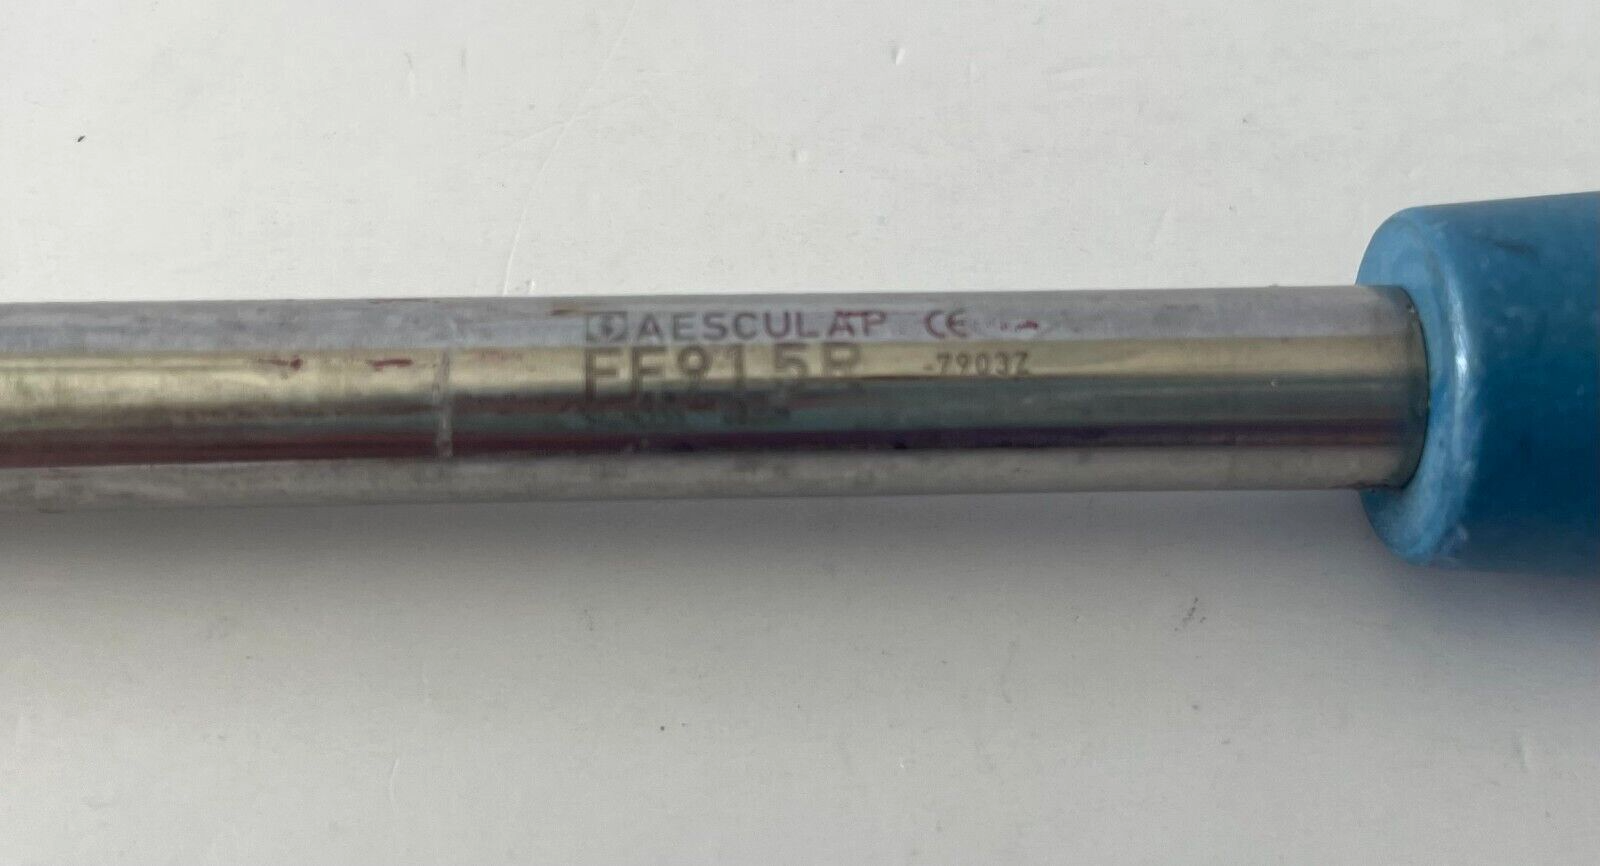 AESCULAP CE
FF915R -79037